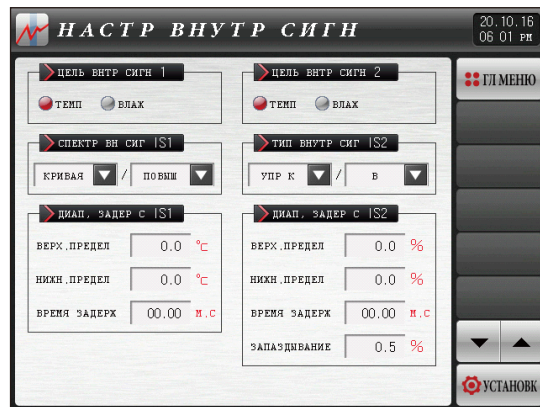 НАСТР ВНУТР СИГН
20.10.16
06 01 PM
ЦЕЛЬ ВНТР СИГН 1
ТЕМП ВЛАЖ
СПЕКТР ВН СИГ IS1
КРИВАЯ / ПОВЫШ
ДИАП, ЗАДЕР С IS1
ВЕРХ.ПРЕДЕЛ 0.0 ℃
НИЖН.ПРЕДЕЛ 0.0 ℃
ВРЕМЯ ЗАДЕРЖ 00.00 М.С
ЦЕЛЬ ВНТР СИГН 2
ТЕМП ВЛАЖ
ТИП ВНУТР СИГ IS2
УПР К / В
ДИАП, ЗАДЕР С IS2
ВЕРХ.ПРЕДЕЛ 0.0 %
НИЖН.ПРЕДЕЛ 0.0 %
ВРЕМЯ ЗАДЕРЖ 00.00 М.С
ЗАПАЗДЫВАНИЕ 0.5 %
ГЛ МЕНЮ
УСТАНОВК